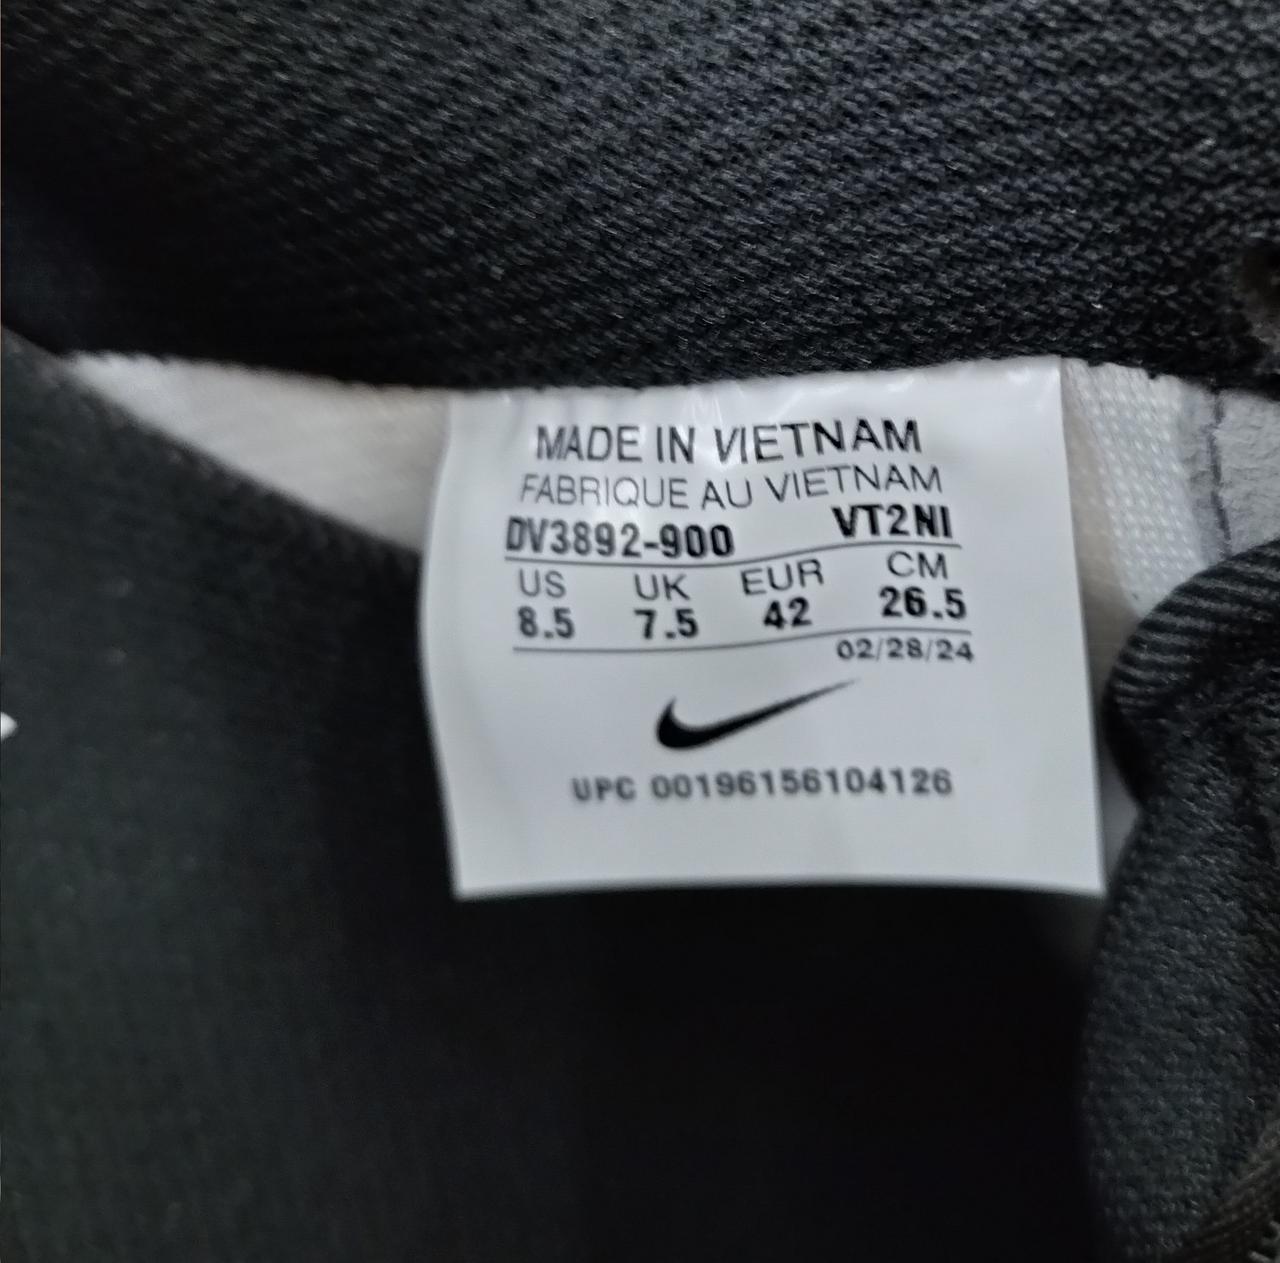 MADE IN VIETNAM
FABRIQUE AU VIETNAM
DV3892-900 VT2NI
US UK EUR CM
8.5 7.5 42 26.5
02/28/24
UPC 00196156104126